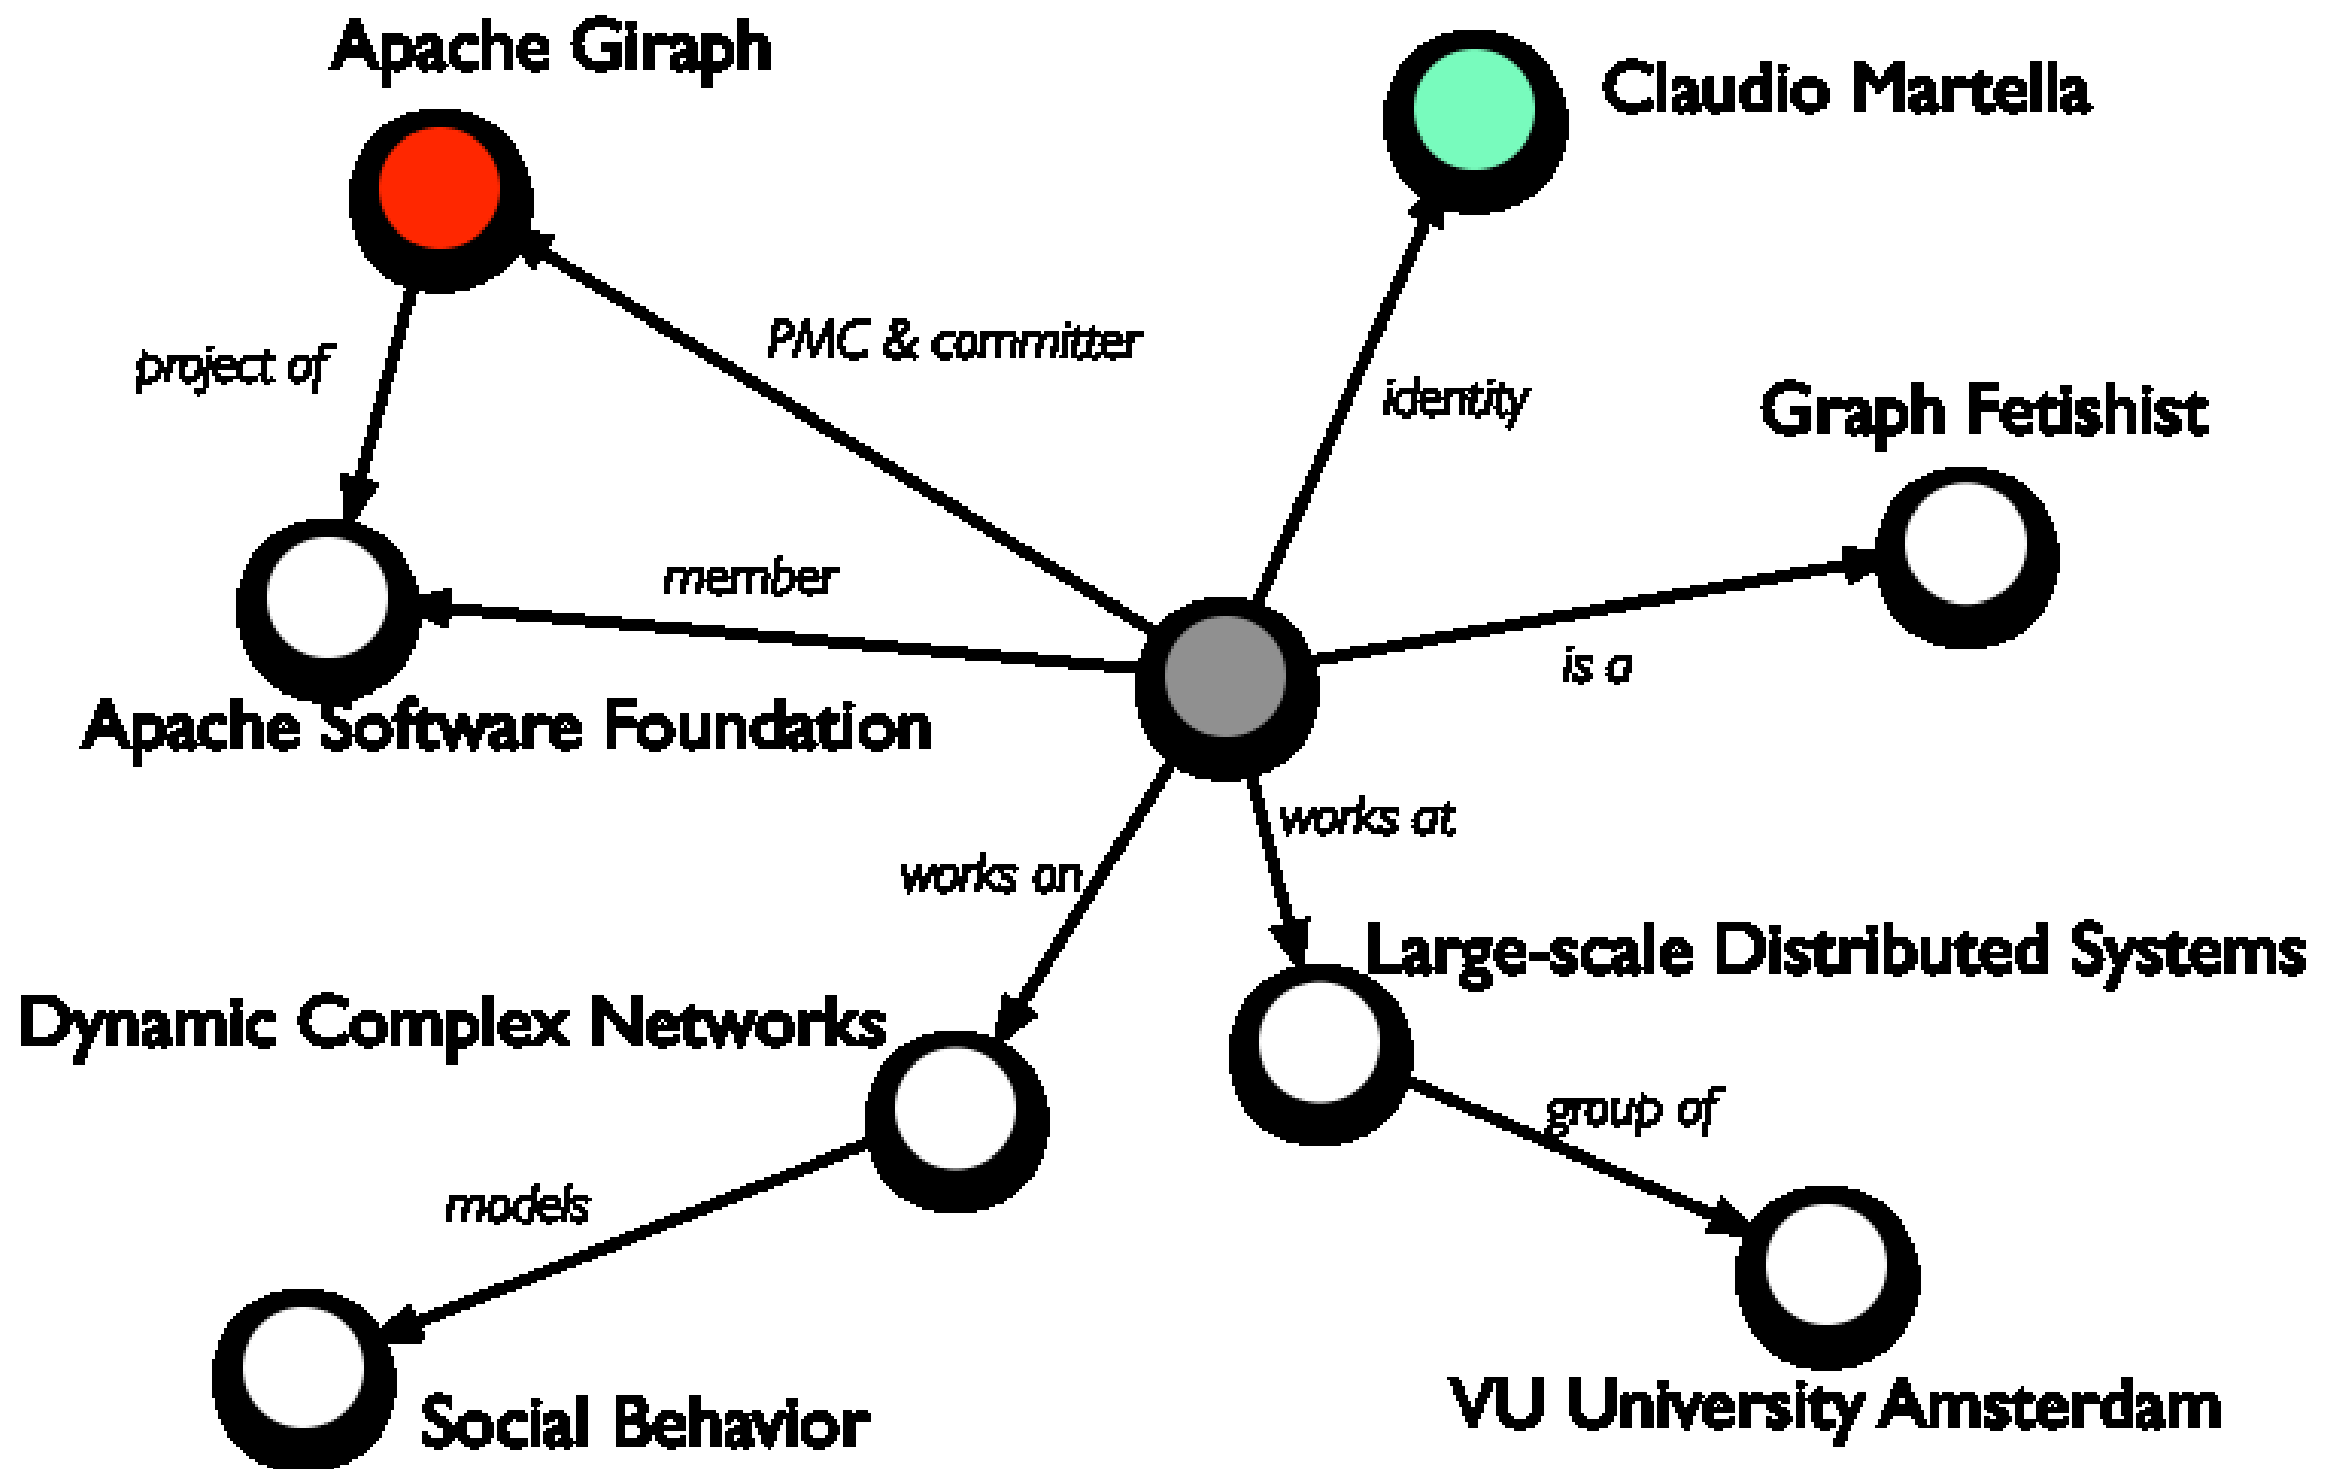 Apache Giraph
Claudio Martella
PMC & committer
project of
identity
Graph Fetishist
member
is a
Apache Software Foundation
works at
works on
Large-scale Distributed Systems
Dynamic Complex Networks
group of
models
VU University Amsterdam
Social Behavior